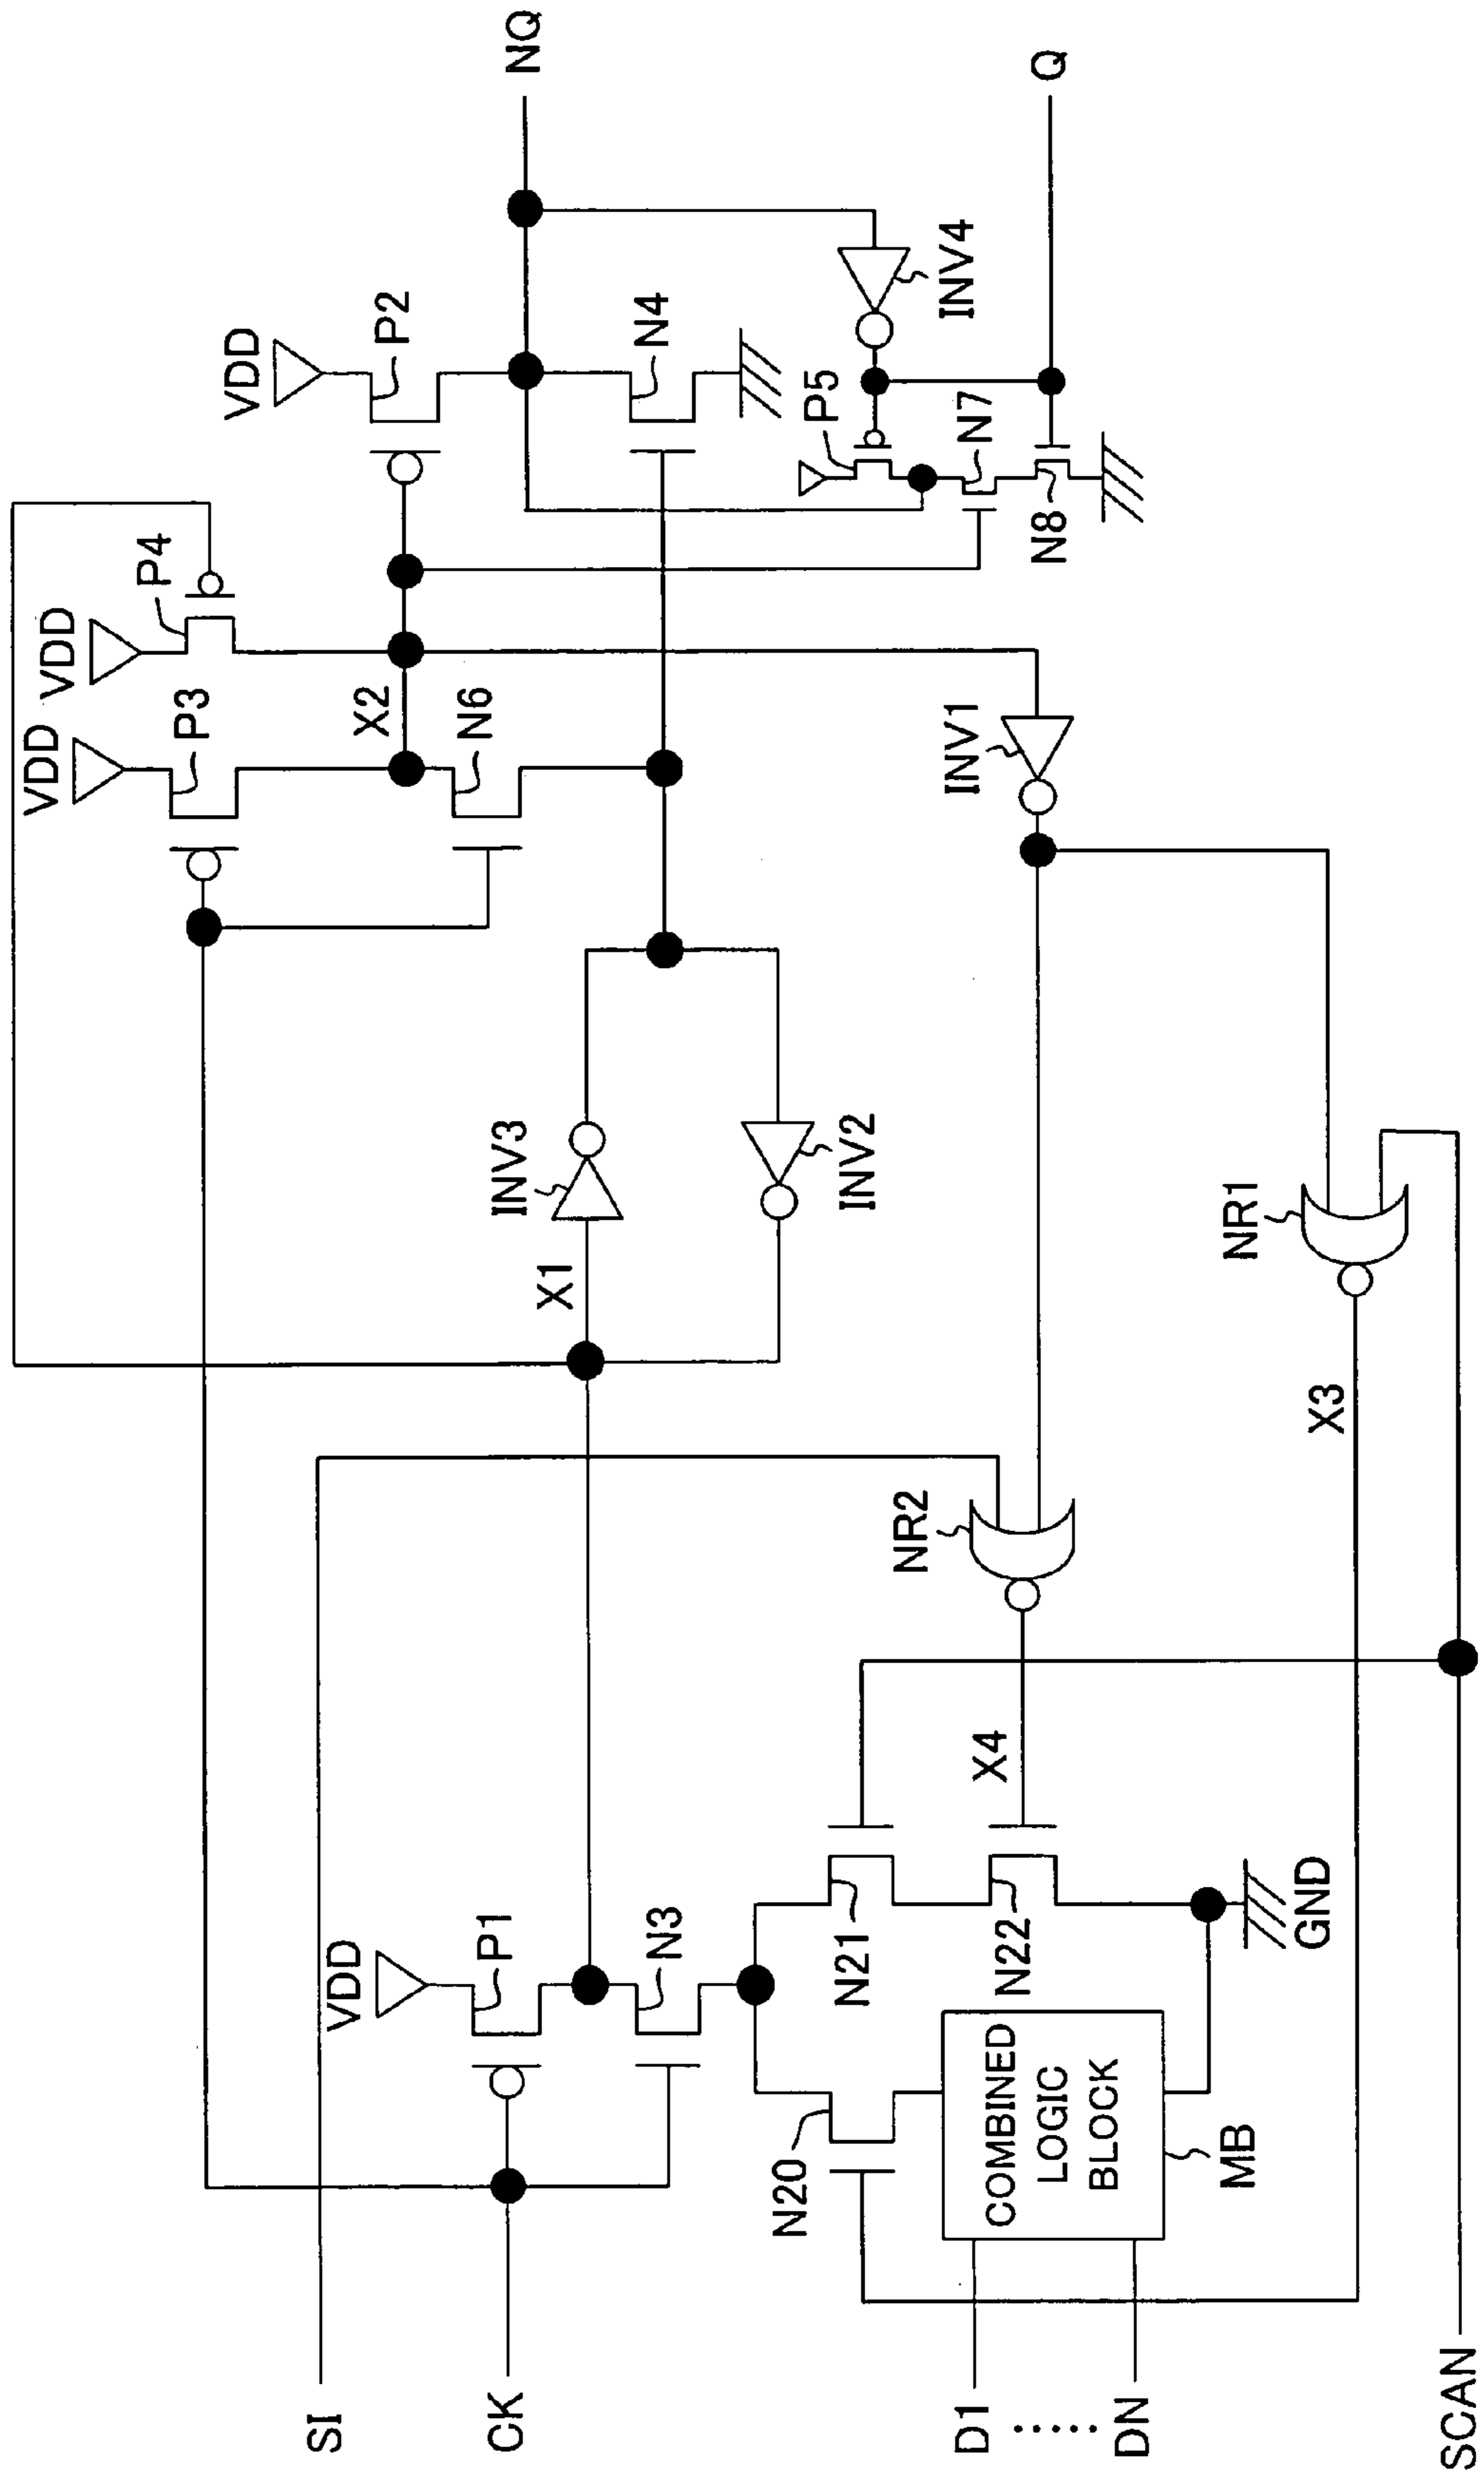 VDD
P3
VDD
P4
X2
N6
VDD
P2
N4
NQ
P5
N7
N8
INV4
Q
INV3
X1
INV2
INV1
NR2
NR1
X3
X4
SI
CK
VDD
P1
N3
N20
N21
N22
COMBINED
LOGIC
BLOCK
MB
GND
D1
DN
SCAN